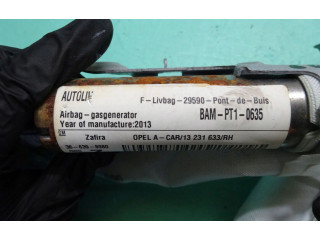 AUTOLIV
F-Livbag-29590-Pont-de-Buis
Airbag-gasgenerator
BAM-PT1-0635
Year of manufacture:2013
GM
Zafira OPEL A-CAR/13 231 633/RH